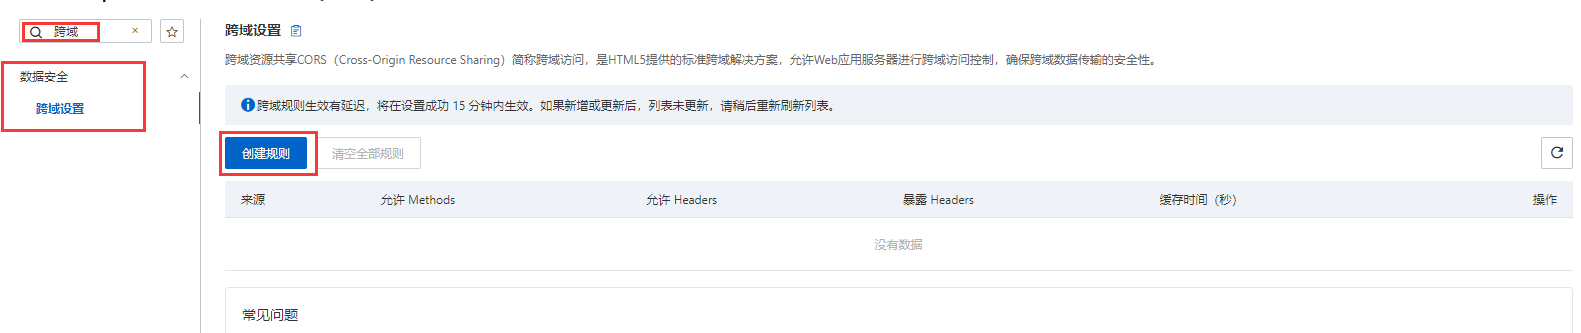 跨域
×
数据安全
跨域设置
跨域设置
跨域资源共享CORS（Cross-Origin Resource Sharing）简称跨域访问，是HTML5提供的标准跨域解决方案，允许Web应用服务器进行跨域访问控制，确保跨域数据传输的安全性。
跨域规则生效有延迟，将在设置成功 15 分钟内生效。如果新增或更新后，列表未更新，请稍后重新刷新列表。
创建规则 清空全部规则
来源 允许 Methods 允许 Headers 暴露 Headers 缓存时间（秒） 操作
没有数据
常见问题